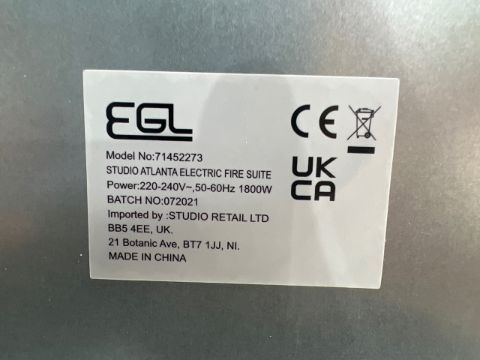 EGL
CE
Model No:71452273
STUDIO ATLANTA ELECTRIC FIRE SUITE
Power:220-240V~,50-60Hz 1800W
UK
CA
BATCH NO:072021
Imported by :STUDIO RETAIL LTD
BB5 4EE, UK.
21 Botanic Ave, BT7 1JJ, NI.
MADE IN CHINA